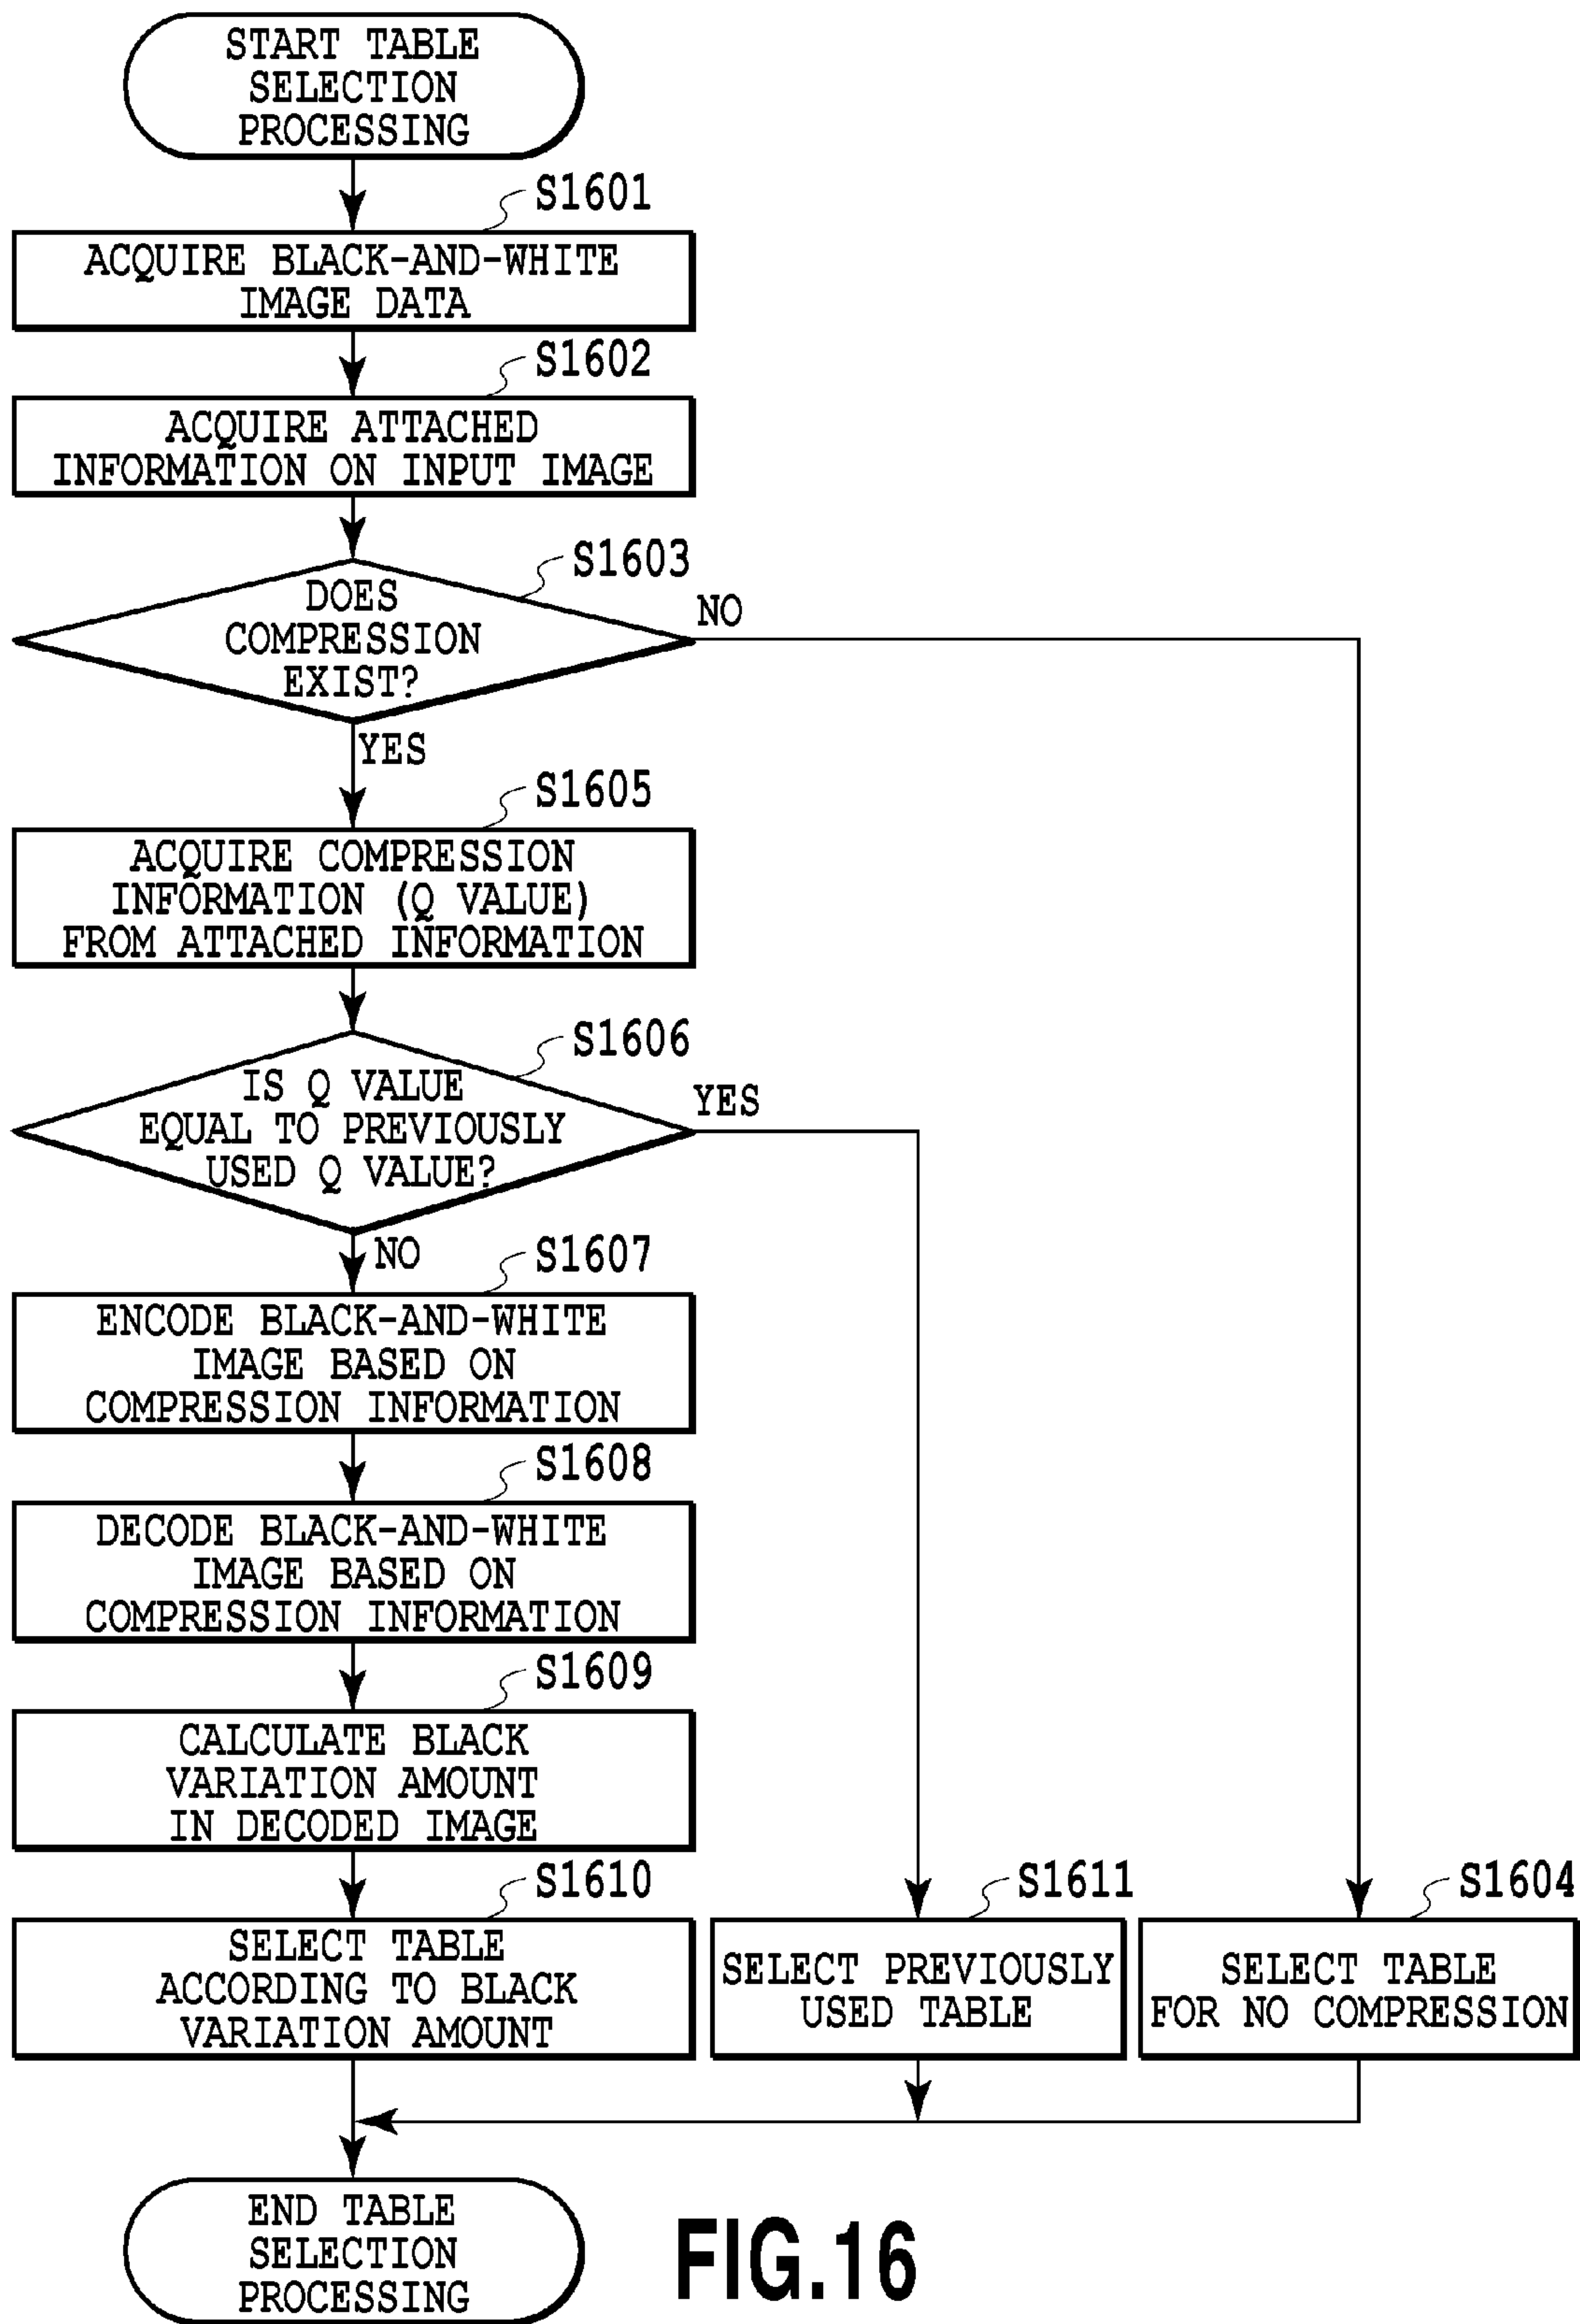 START TABLE
SELECTION
PROCESSING
S1601
ACQUIRE BLACK-AND-WHITE
IMAGE DATA
S1602
ACQUIRE ATTACHED
INFORMATION ON INPUT IMAGE
S1603
DOES
COMPRESSION
EXIST?
NO
YES
S1605
ACQUIRE COMPRESSION
INFORMATION (Q VALUE)
FROM ATTACHED INFORMATION
S1606
IS Q VALUE
EQUAL TO PREVIOUSLY
USED Q VALUE?
YES
NO
S1607
ENCODE BLACK-AND-WHITE
IMAGE BASED ON
COMPRESSION INFORMATION
S1608
DECODE BLACK-AND-WHITE
IMAGE BASED ON
COMPRESSION INFORMATION
S1609
CALCULATE BLACK
VARIATION AMOUNT
IN DECODED IMAGE
S1610
SELECT TABLE
ACCORDING TO BLACK
VARIATION AMOUNT
S1611
SELECT PREVIOUSLY
USED TABLE
S1604
SELECT TABLE
FOR NO COMPRESSION
END TABLE
SELECTION
PROCESSING
FIG.16